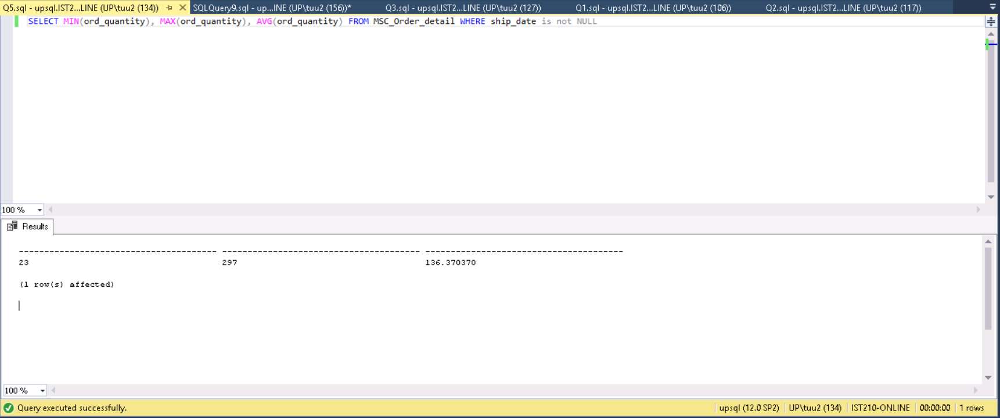 Q5.sql - upsql.IST2...LINE (UP\tuu2 (134)) SQLQuery9.sql - up...INE (UP\tuu2 (156))* Q3.sql - upsql.IST2...LINE (UP\tuu2 (127)) Q1.sql - upsql.IST2...LINE (UP\tuu2 (106)) Q2.sql - upsql.IST2...LINE (UP\tuu2 (117))
SELECT MIN(ord_quantity), MAX(ord_quantity), AVG(ord_quantity) FROM MSC_Order_detail WHERE ship_date is not NULL
100 %
Results
--------------------------------------- --------------------------------------- ---------------------------------------
23 297 136.370370
(1 row(s) affected)
100 %
Query executed successfully. upsql (12.0 SP2) UP\tuu2 (134) IST210-ONLINE 00:00:00 1 rows